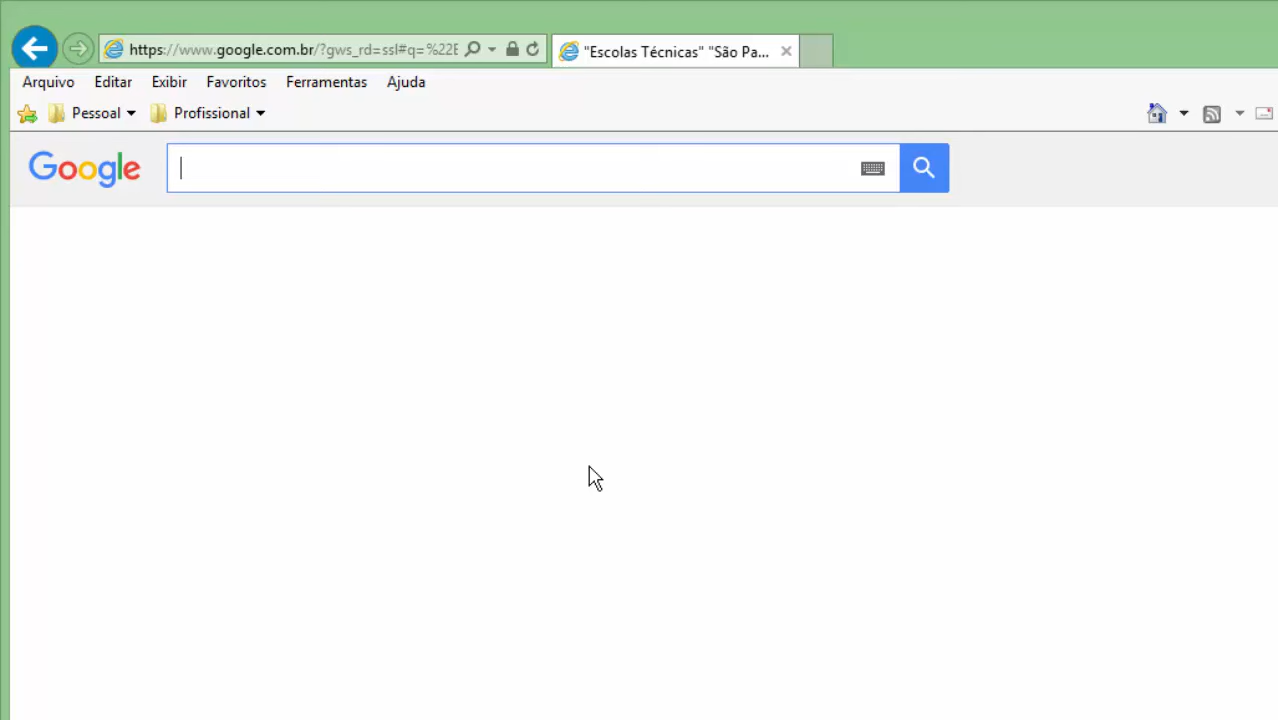 https://www.google.com.br/?gws_rd=ssl#q=%22E
"Escolas Técnicas" "São Pa...
Arquivo Editar Exibir Favoritos Ferramentas Ajuda
Pessoal Profissional
Google